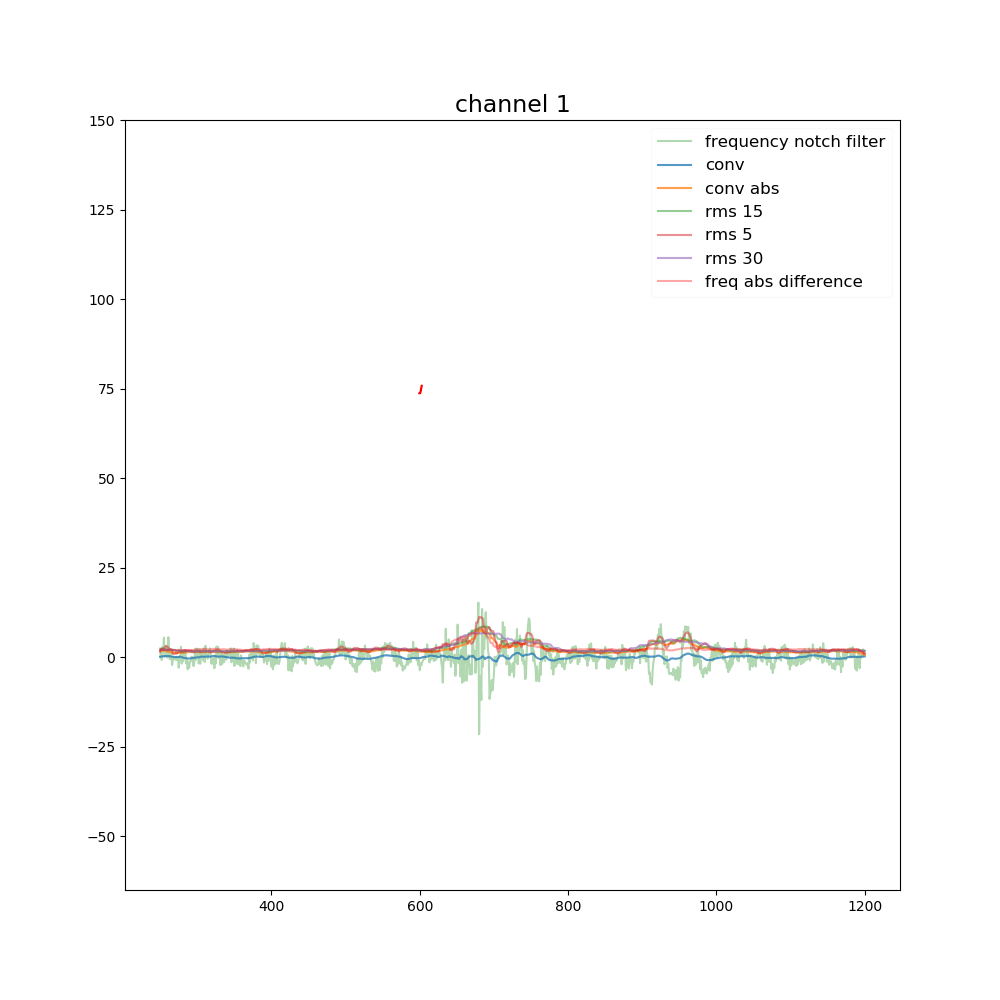 channel 1
150
125
100
75
50
25
0
−25
−50
400 600 800 1000 1200
frequency notch filter
conv
conv abs
rms 15
rms 5
rms 30
freq abs difference